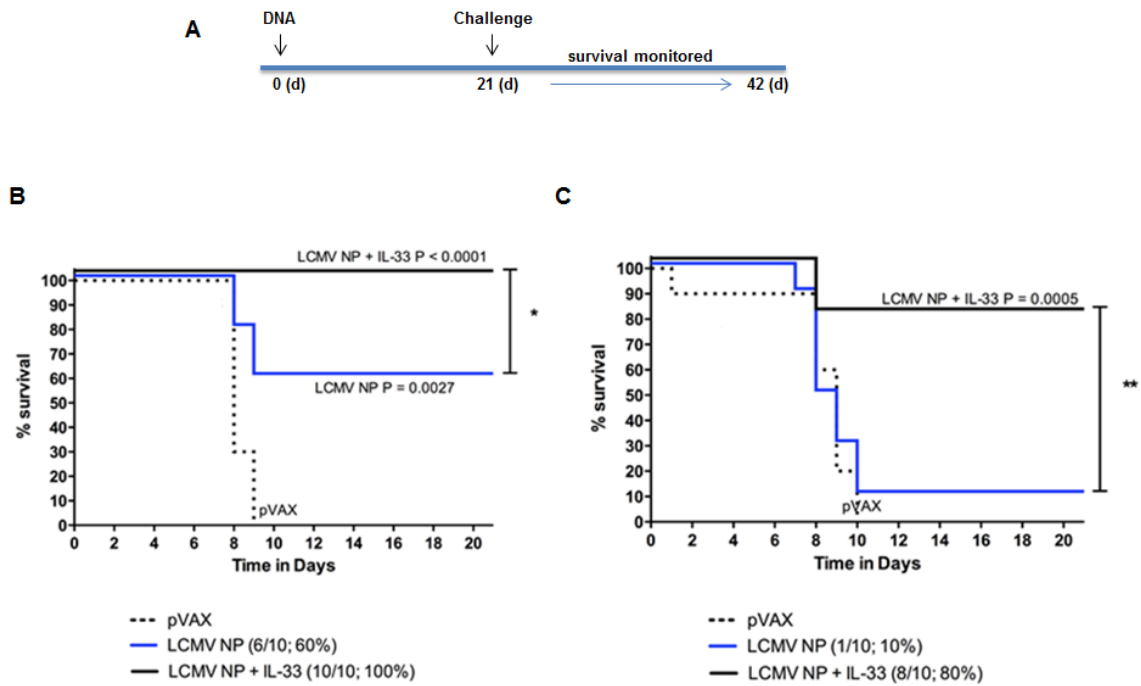 A
DNA
Challenge
survival monitored
0 (d)
21 (d)
42 (d)
B
LCMV NP + IL-33 P < 0.0001
*
LCMV NP P = 0.0027
pVAX
% survival
100
90
80
70
60
50
40
30
20
10
0
0 2 4 6 8 10 12 14 16 18 20
Time in Days
pVAX
LCMV NP (6/10; 60%)
LCMV NP + IL-33 (10/10; 100%)
C
LCMV NP + IL-33 P = 0.0005
**
pVAX
% survival
100
90
80
70
60
50
40
30
20
10
0
0 2 4 6 8 10 12 14 16 18 20
Time in Days
pVAX
LCMV NP (1/10; 10%)
LCMV NP + IL-33 (8/10; 80%)